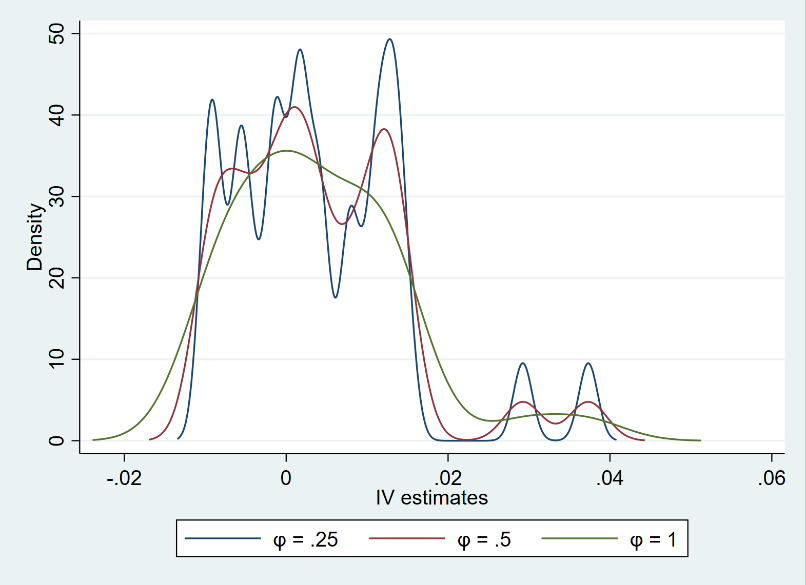 50
40
30
20
10
0
Density
-.02 0 .02 .04 .06
IV estimates
φ = .25 φ = .5 φ = 1